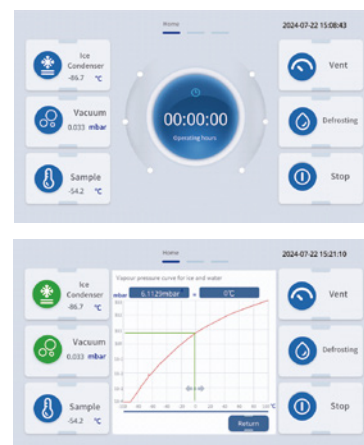 Home
2024-07-22 15:08:43
Ice
Condenser
-86.7 °C
Vacuum
0.033 mbar
Sample
-54.2 °C
00:00:00
Operating hours
Vent
Defrosting
Stop
Home
2024-07-22 15:21:10
Ice
Condenser
-86.7 °C
Vacuum
0.033 mbar
Sample
-54.2 °C
Vapour pressure curve for ice and water
mbar 6.1129mbar = 0°C
°C
Return
Vent
Defrosting
Stop